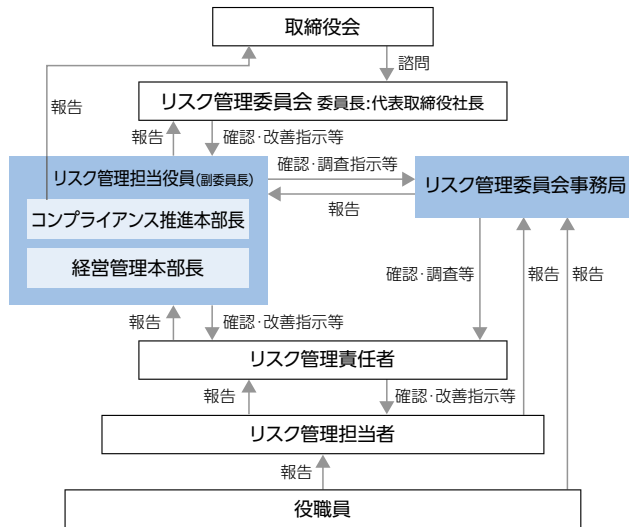 取締役会
諮問
リスク管理委員会 委員長:代表取締役社長
報告
報告
確認・改善指示等
リスク管理担当役員(副委員長)
確認・調査指示等
リスク管理委員会事務局
報告
コンプライアンス推進本部長
経営管理本部長
確認・調査等
報告
報告
報告
確認・改善指示等
リスク管理責任者
報告
確認・改善指示等
リスク管理担当者
報告
役職員